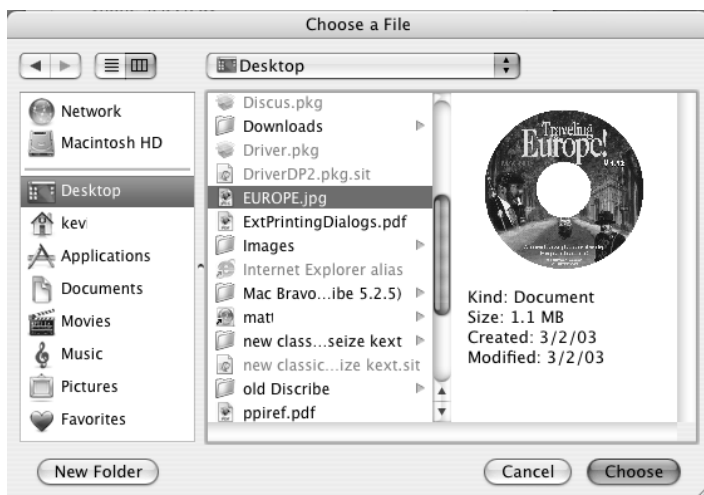 Choose a File
Desktop
Network
Macintosh HD
Desktop
kev
Applications
Documents
Movies
Music
Pictures
Favorites
Discus.pkg
Downloads
Driver.pkg
DriverDP2.pkg.sit
EUROPE.jpg
ExtPrintingDialogs.pdf
Images
Internet Explorer alias
Mac Bravo...ibe 5.2.5)
matt
new class...seize kext
new classic...ize kext.sit
old Discribe
ppiref.pdf
Traveling
Europe!
Kind: Document
Size: 1.1 MB
Created: 3/2/03
Modified: 3/2/03
New Folder
Cancel
Choose